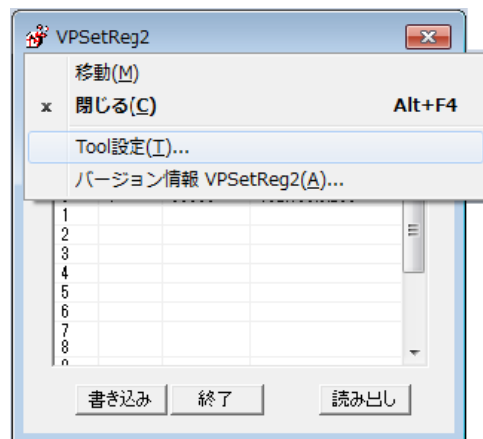 VPSetReg2
移動(M)
x 閉じる(C) Alt+F4
Tool設定(T)...
バージョン情報 VPSetReg2(A)...
1
2
3
4
5
6
7
8
書き込み 終了 読み出し